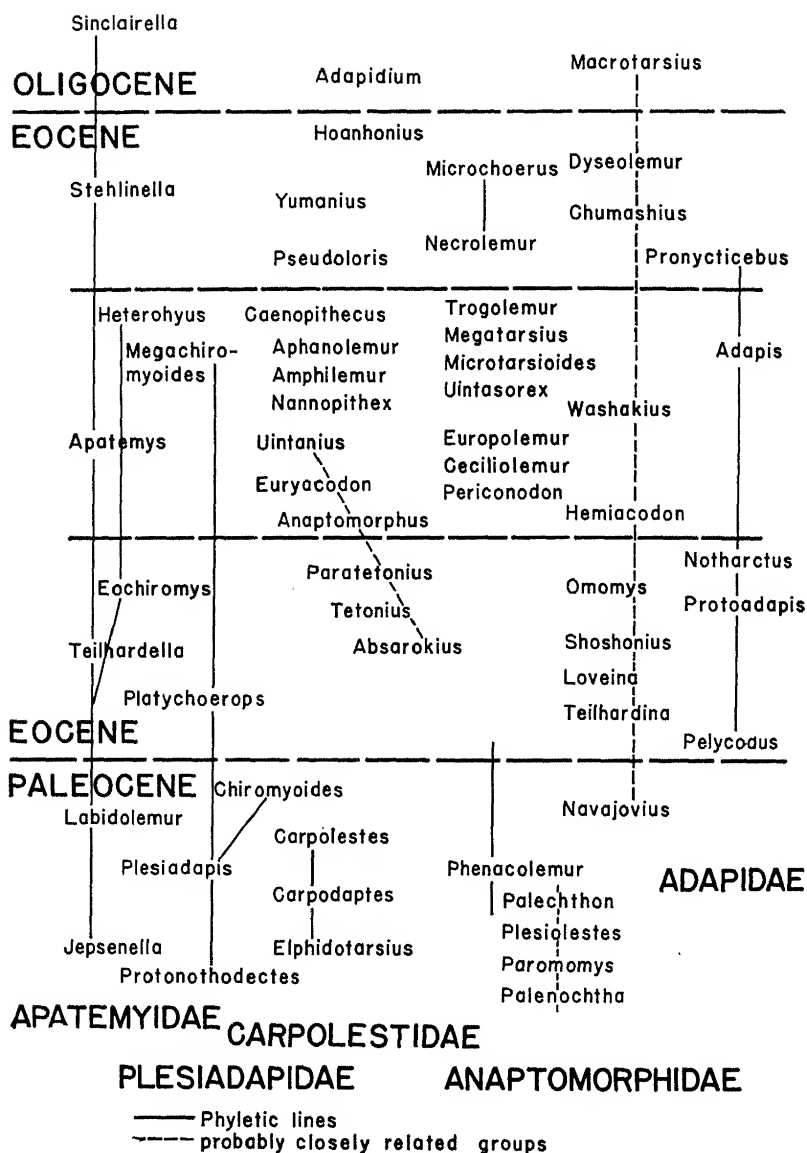 Sinclairella
Macrotarsius
Adapidium
OLIGOCENE
EOCENE
Hoanhonius
Microchoerus
Dyseolemur
Stehlinella
Yumanius
Chumashius
Necrolemur
Pseudoloris
Pronycticebus
Heterohyus
Caenopithecus
Trogolemur
Megachiro-
myoides
Aphanolemur
Megatarsius
Adapis
Amphilemur
Microtarsioides
Nannopithex
Uintasorex
Washakius
Apatemys
Uintanius
Europolemur
Euryacodon
Ceciliolemur
Periconodon
Anaptomorphus
Hemiacodon
Notharctus
Eochiromys
Paratetonius
Omomys
Protoadapis
Tetonius
Teilhardella
Absarokius
Shoshonius
Loveina
Platychoerops
Teilhardina
EOCENE
Pelycodus
PALEOCENE
Chiromyoides
Navajovius
Labidolemur
Carpolestes
Plesiadapis
Phenacolemur
ADAPIDAE
Carpodaptes
Palechthon
Plesiolestes
Jepsenella
Elphidotarsius
Paromomys
Protonothodectes
Palenochtha
APATEMYIDAE
CARPOLESTIDAE
PLESIADAPIDAE
ANAPTOMORPHIDAE
Phyletic lines
probably closely related groups